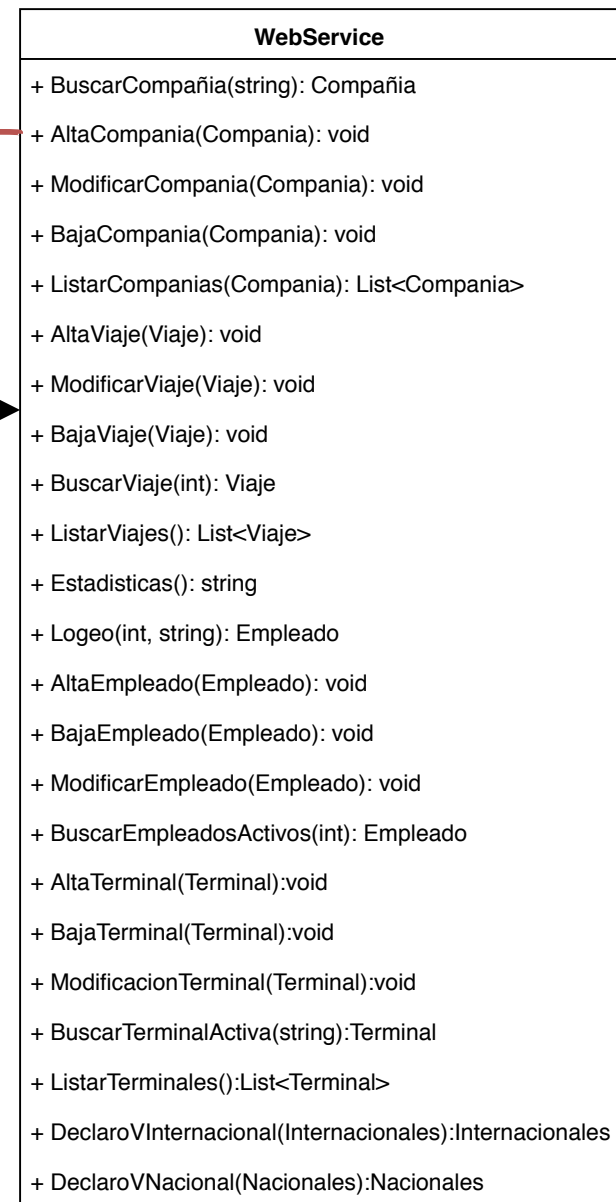 WebService
+ BuscarCompañia(string): Compañia
+ AltaCompania(Compania): void
+ ModificarCompania(Compania): void
+ BajaCompania(Compania): void
+ ListarCompanias(Compania): List<Compania>
+ AltaViaje(Viaje): void
+ ModificarViaje(Viaje): void
+ BajaViaje(Viaje): void
+ BuscarViaje(int): Viaje
+ ListarViajes(): List<Viaje>
+ Estadisticas(): string
+ Logeo(int, string): Empleado
+ AltaEmpleado(Empleado): void
+ BajaEmpleado(Empleado): void
+ ModificarEmpleado(Empleado): void
+ BuscarEmpleadosActivos(int): Empleado
+ AltaTerminal(Terminal):void
+ BajaTerminal(Terminal):void
+ ModificacionTerminal(Terminal):void
+ BuscarTerminalActiva(string):Terminal
+ ListarTerminales():List<Terminal>
+ DeclaroVInternacional(Internacionales):Internacionales
+ DeclaroVNacional(Nacionales):Nacionales